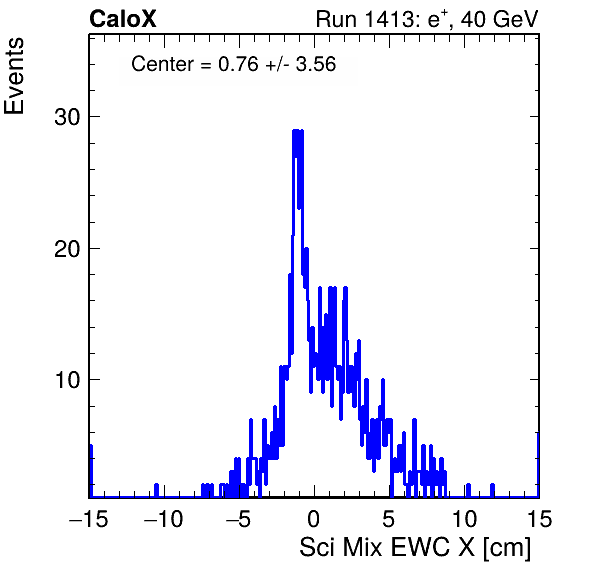 CaloX Run 1413: e⁺, 40 GeV
Center = 0.76 +/- 3.56
Events
30
20
10
−15 −10 −5 0 5 10 15
Sci Mix EWC X [cm]